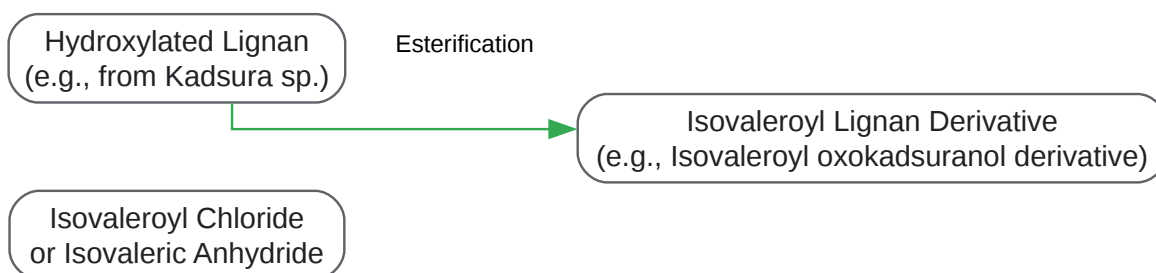 Hydroxylated Lignan
(e.g., from Kadsura sp.)
Esterification
Isovaleroyl Lignan Derivative
(e.g., Isovaleroyl oxokadsuranol derivative)
Isovaleroyl Chloride
or Isovaleric Anhydride